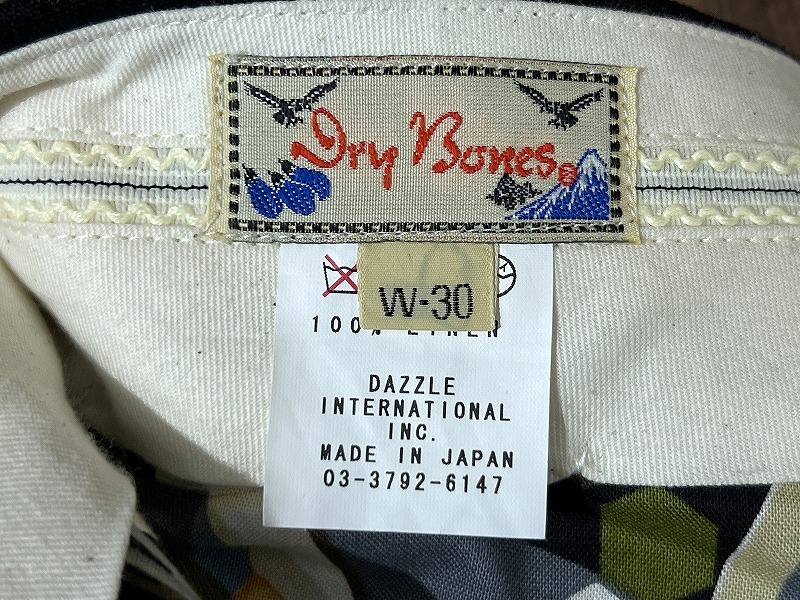 Dry Bones
W-30
100% LINEN
DAZZLE
INTERNATIONAL
INC.
MADE IN JAPAN
03-3792-6147